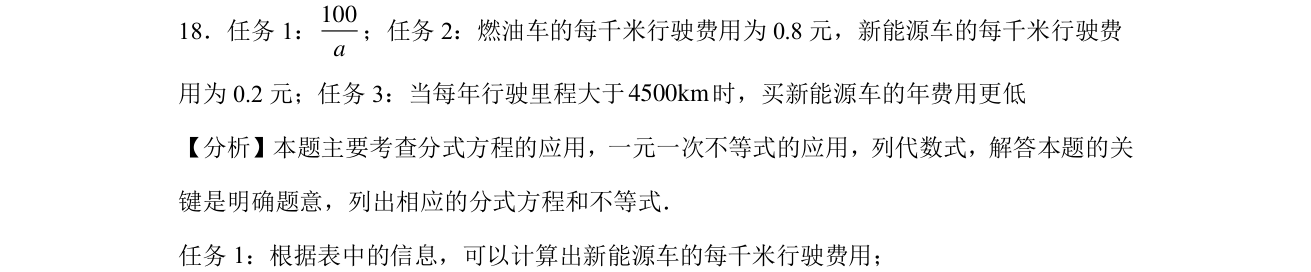 18．任务 1：$\frac{100}{a}$；任务 2：燃油车的每千米行驶费用为 0.8 元，新能源车的每千米行驶费
用为 0.2 元；任务 3：当每年行驶里程大于4500km时，买新能源车的年费用更低
【分析】本题主要考查分式方程的应用，一元一次不等式的应用，列代数式，解答本题的关
键是明确题意，列出相应的分式方程和不等式．
任务 1：根据表中的信息，可以计算出新能源车的每千米行驶费用；